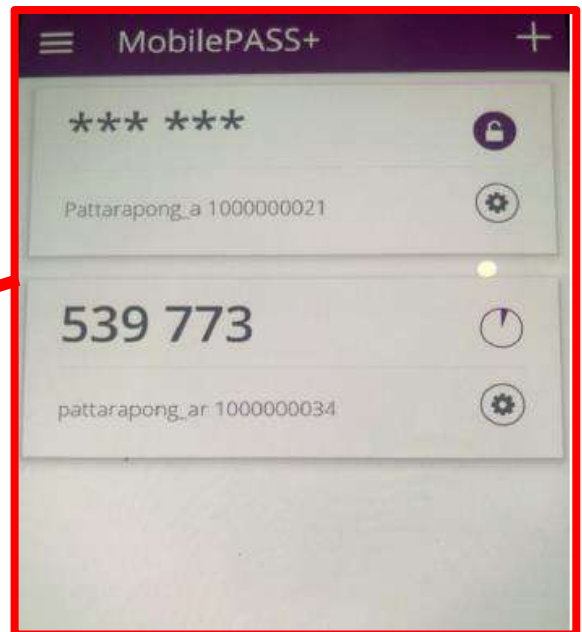 MobilePASS+
*** ***
Pattarapong_a 1000000021
539 773
pattarapong_ar 1000000034